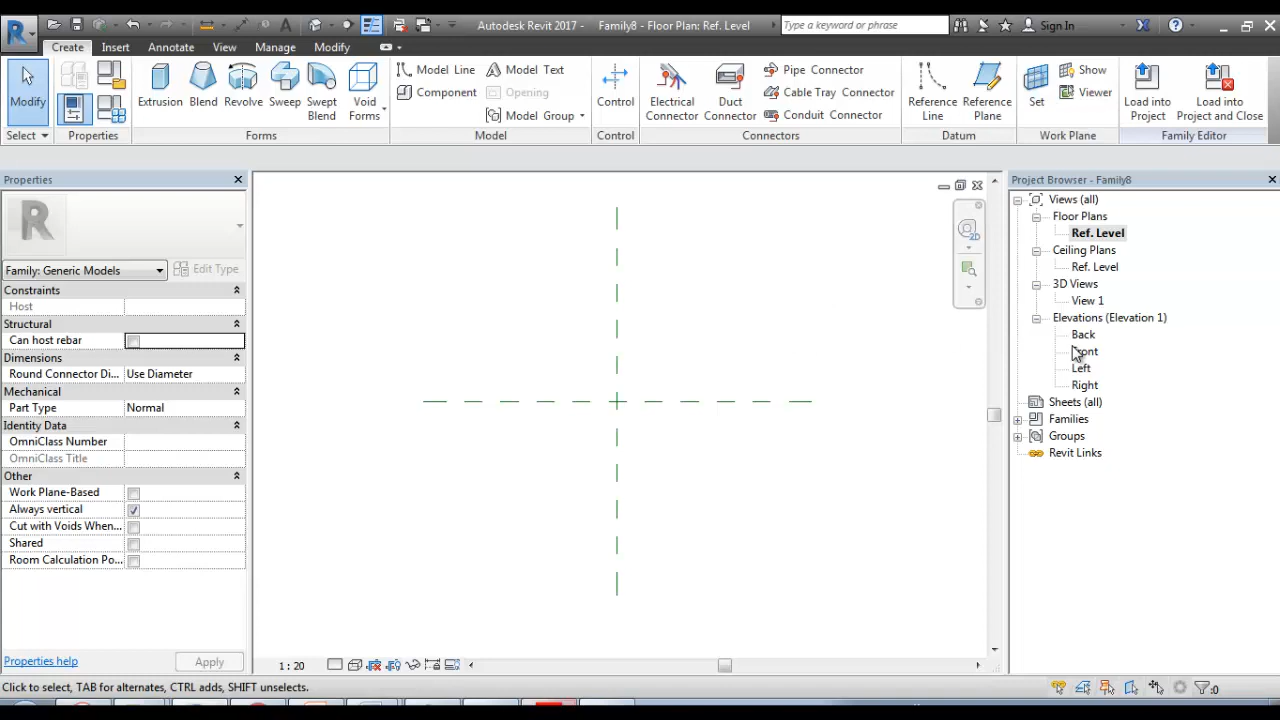 Autodesk Revit 2017 - Family8 - Floor Plan: Ref. Level
Type a keyword or phrase
Sign In
Create Insert Annotate View Manage Modify
Modify
Select
Properties
Extrusion
Blend
Revolve
Sweep
Swept Blend
Void Forms
Forms
Model Line
Component
Model Text
Opening
Model Group
Model
Control
Control
Electrical Connector
Duct Connector
Pipe Connector
Cable Tray Connector
Conduit Connector
Connectors
Reference Line
Reference Plane
Datum
Set
Show
Viewer
Work Plane
Load into Project
Load into Project and Close
Family Editor
Properties
R
Family: Generic Models
Edit Type
Constraints
Host
Structural
Can host rebar
Dimensions
Round Connector Di... Use Diameter
Mechanical
Part Type Normal
Identity Data
OmniClass Number
OmniClass Title
Other
Work Plane-Based
Always vertical
Cut with Voids When...
Shared
Room Calculation Po...
Properties help
Apply
2D
1 : 20
Project Browser - Family8
Views (all)
Floor Plans
Ref. Level
Ceiling Plans
Ref. Level
3D Views
View 1
Elevations (Elevation 1)
Back
Front
Left
Right
Sheets (all)
Families
Groups
Revit Links
Click to select, TAB for alternates, CTRL adds, SHIFT unselects.
:0